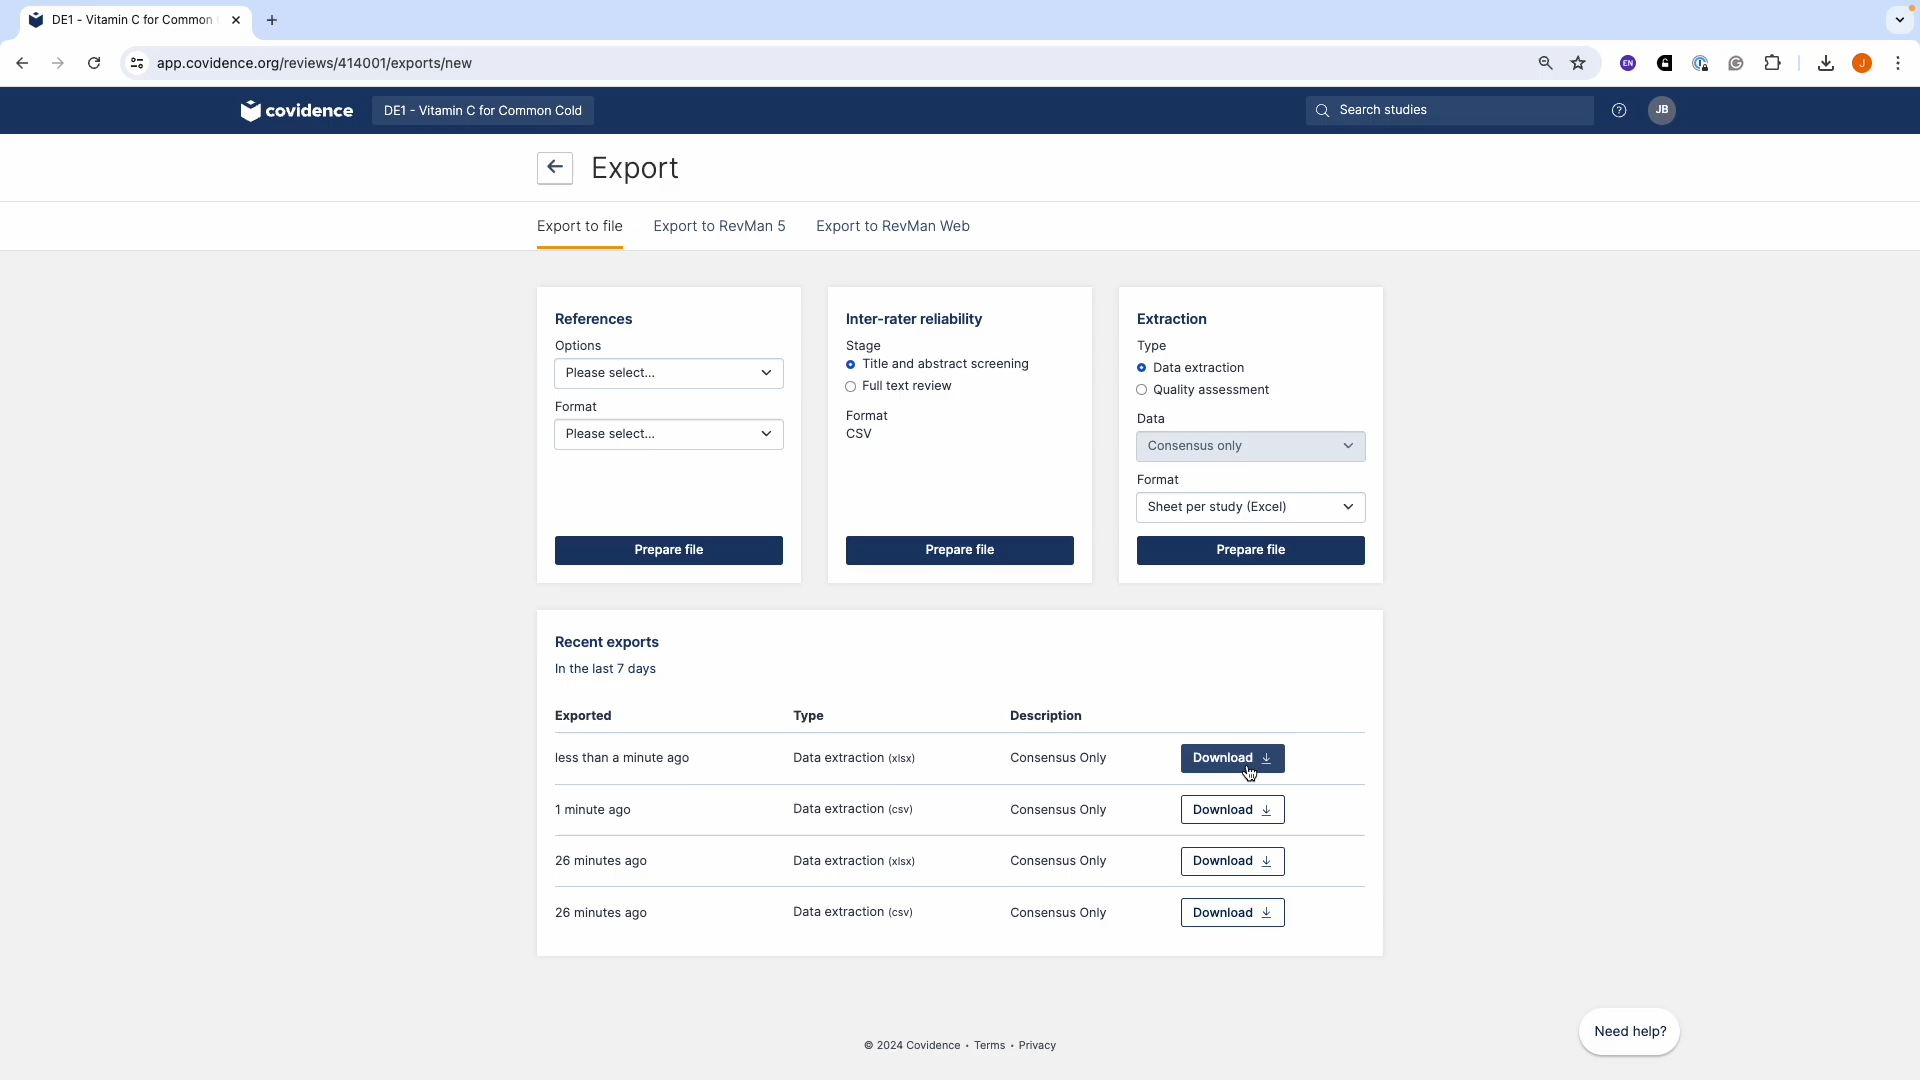 DE1 - Vitamin C for Common
app.covidence.org/reviews/414001/exports/new
EN
J
covidence
DE1 - Vitamin C for Common Cold
Search studies
JB
Export
Export to file
Export to RevMan 5
Export to RevMan Web
References
Options
Please select...
Format
Please select...
Prepare file
Inter-rater reliability
Stage
Title and abstract screening
Full text review
Format
CSV
Prepare file
Extraction
Type
Data extraction
Quality assessment
Data
Consensus only
Format
Sheet per study (Excel)
Prepare file
Recent exports
In the last 7 days
Exported Type Description
less than a minute ago Data extraction (xlsx) Consensus Only Download
1 minute ago Data extraction (csv) Consensus Only Download
26 minutes ago Data extraction (xlsx) Consensus Only Download
26 minutes ago Data extraction (csv) Consensus Only Download
Need help?
© 2024 Covidence • Terms • Privacy